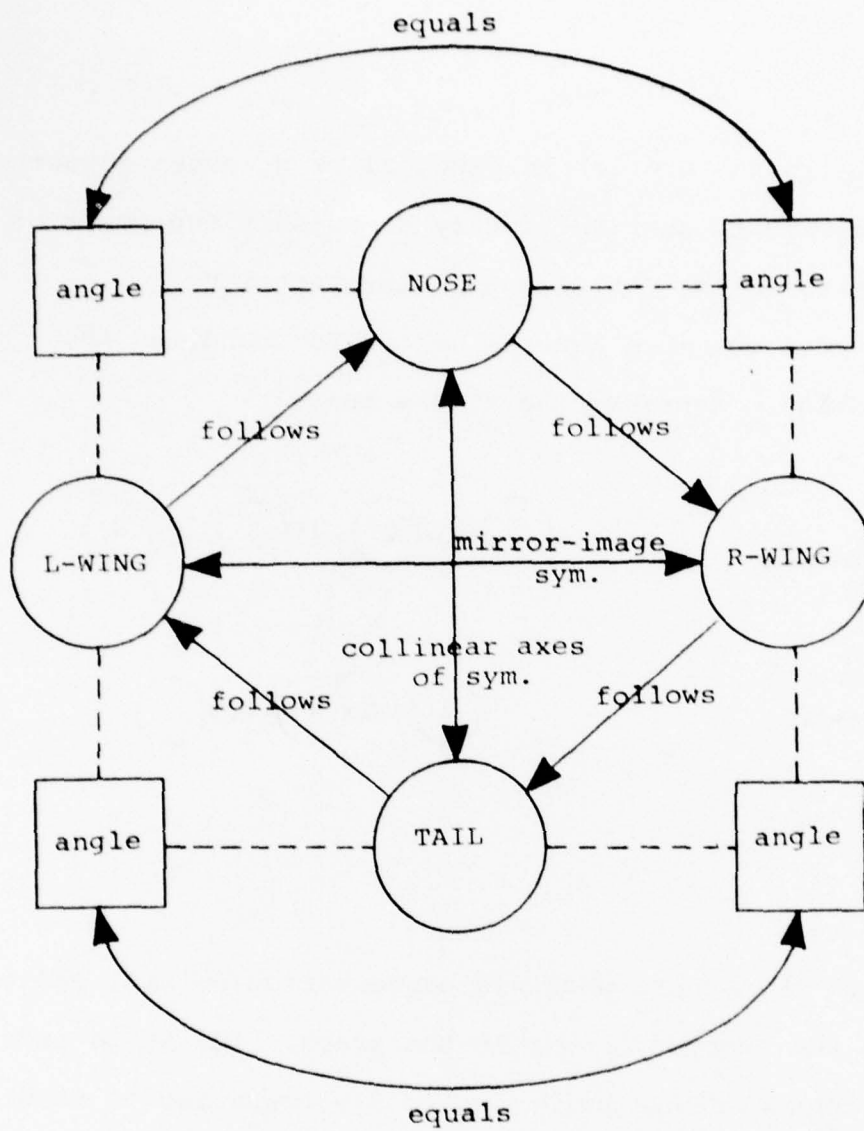 equals
angle
NOSE
angle
follows
follows
L-WING
mirror-image
sym.
R-WING
collinear axes
of sym.
follows
follows
angle
TAIL
angle
equals